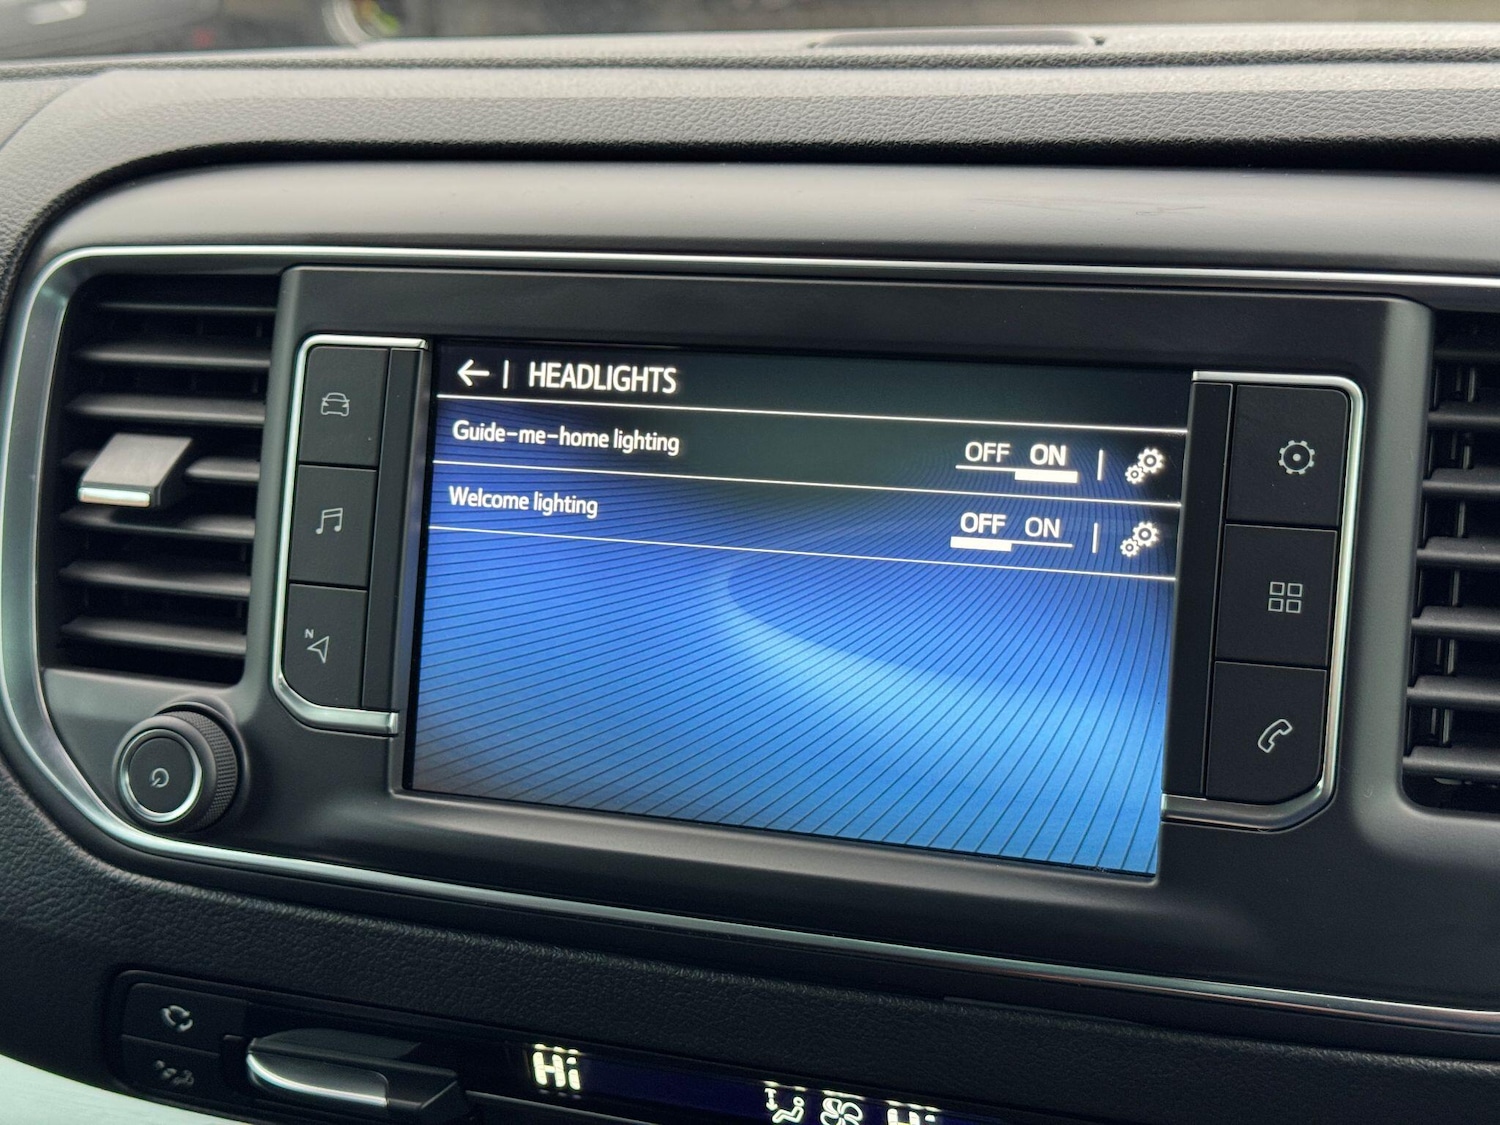 HEADLIGHTS
Guide-me-home lighting OFF ON
Welcome lighting OFF ON
N
Hi